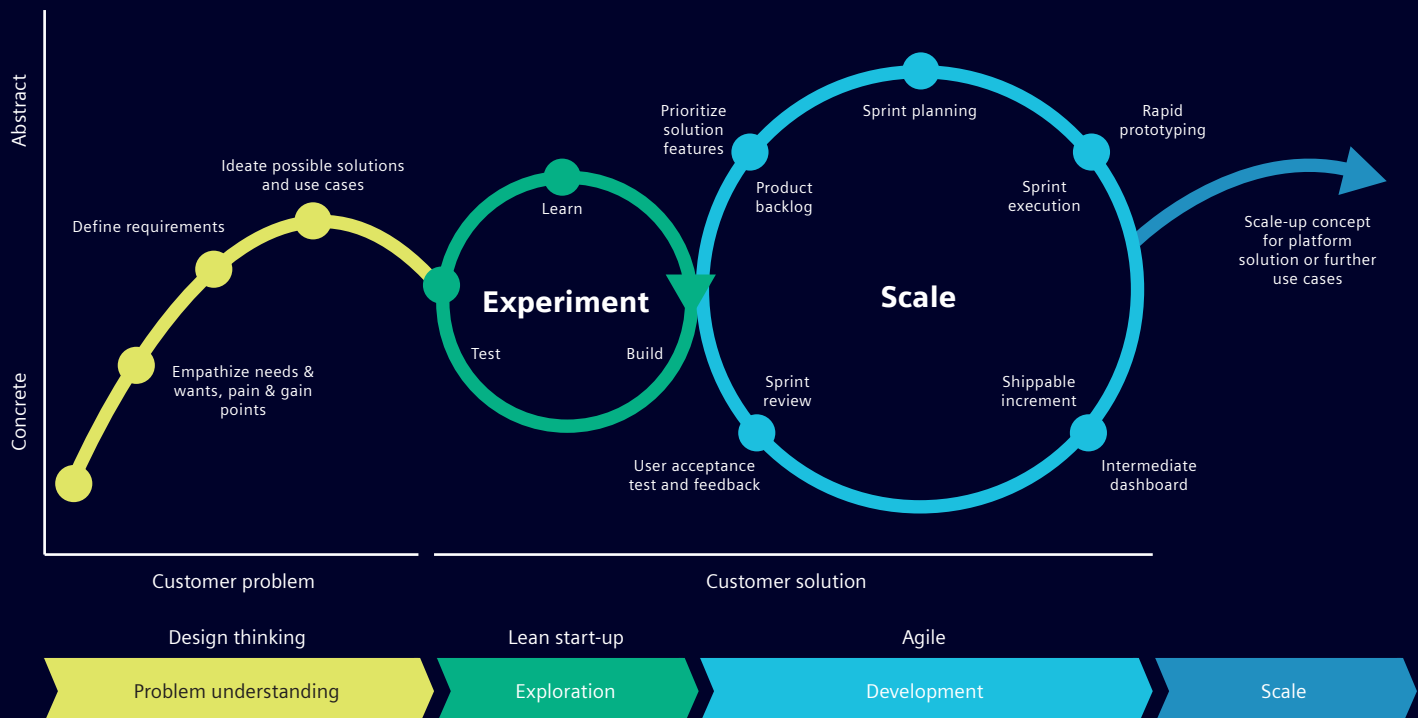 Abstract
Concrete
Ideate possible solutions
and use cases
Define requirements
Empathize needs &
wants, pain & gain
points
Learn
Experiment
Test
Build
Prioritize
solution
features
Sprint planning
Rapid
prototyping
Product
backlog
Sprint
execution
Scale
Sprint
review
Shippable
increment
User acceptance
test and feedback
Intermediate
dashboard
Scale-up concept
for platform
solution or further
use cases
Customer problem
Customer solution
Design thinking
Lean start-up
Agile
Problem understanding
Exploration
Development
Scale